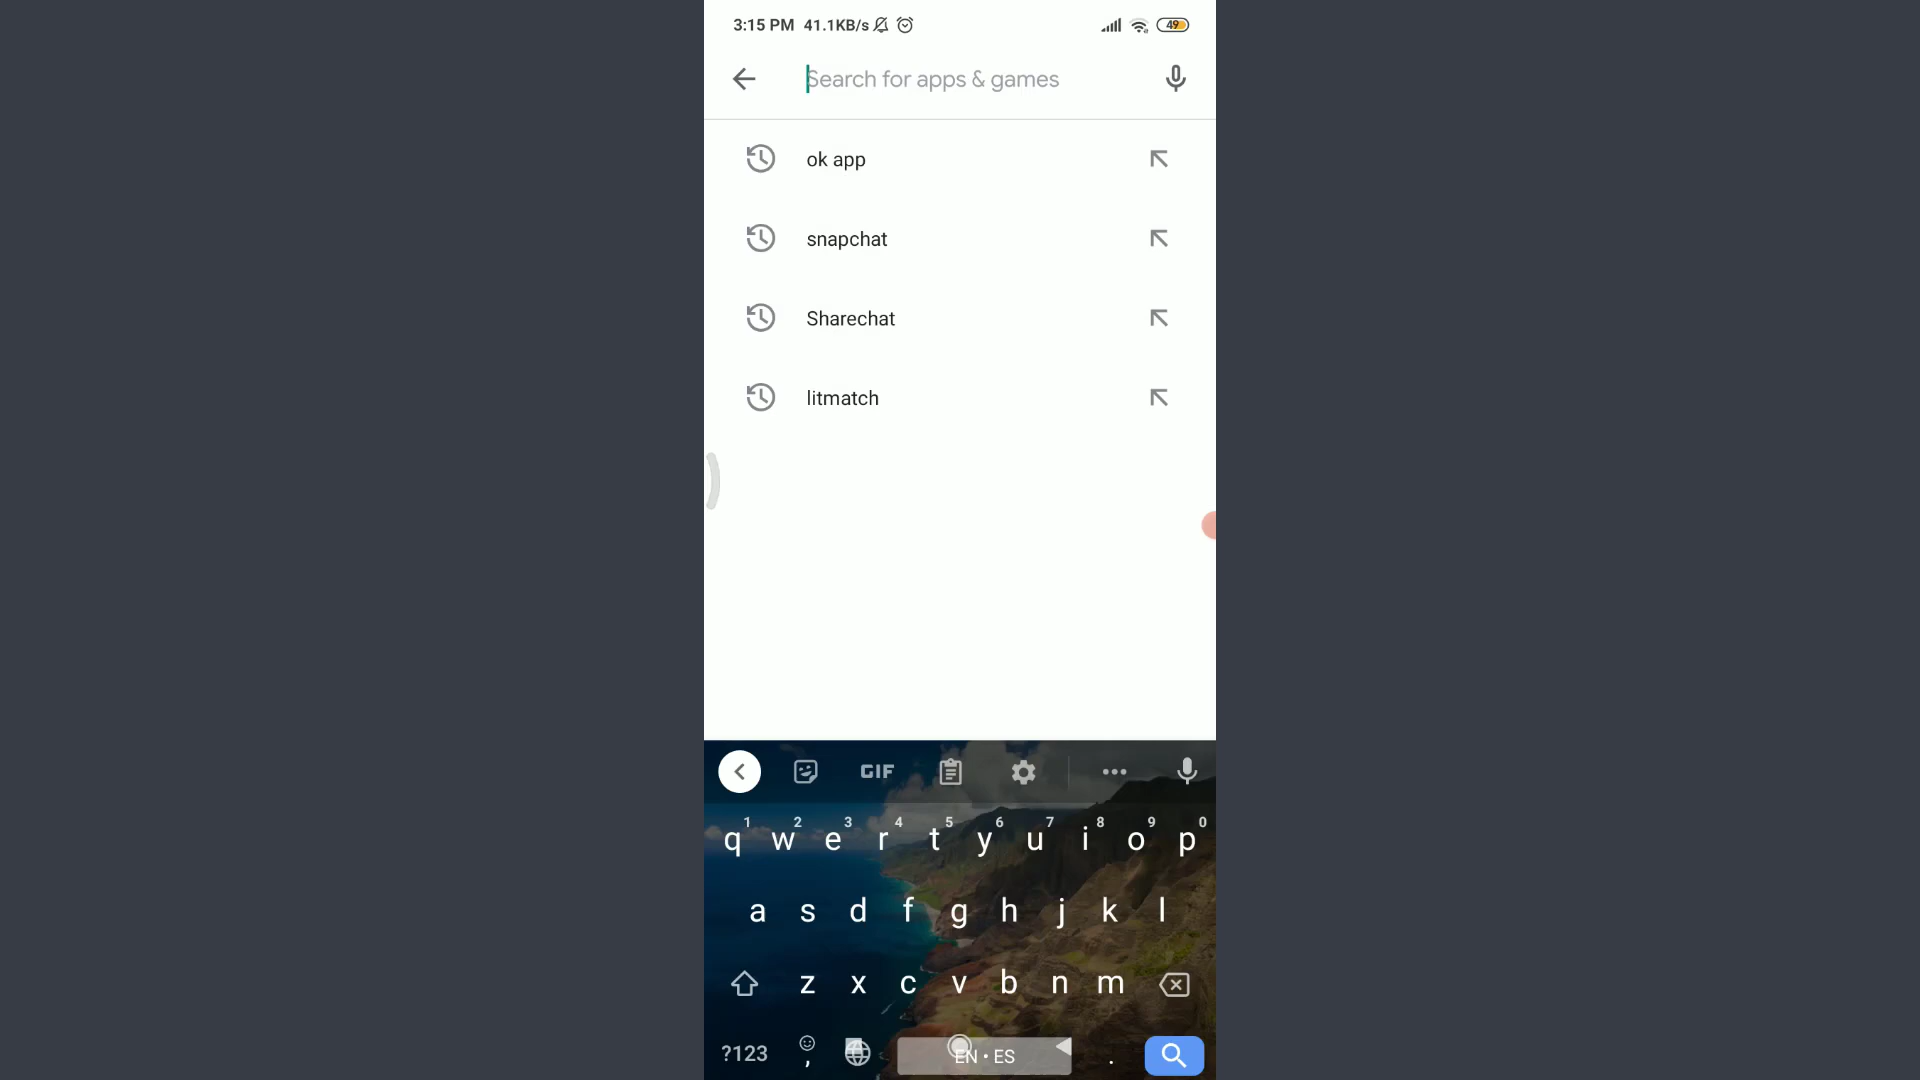 3:15 PM 41.1KB/s 49
Search for apps & games
ok app
snapchat
Sharechat
litmatch
GIF
1 2 3 4 5 6 7 8 9 0
q w e r t y u i o p
a s d f g h j k l
z x c v b n m
?123 , EN • ES .